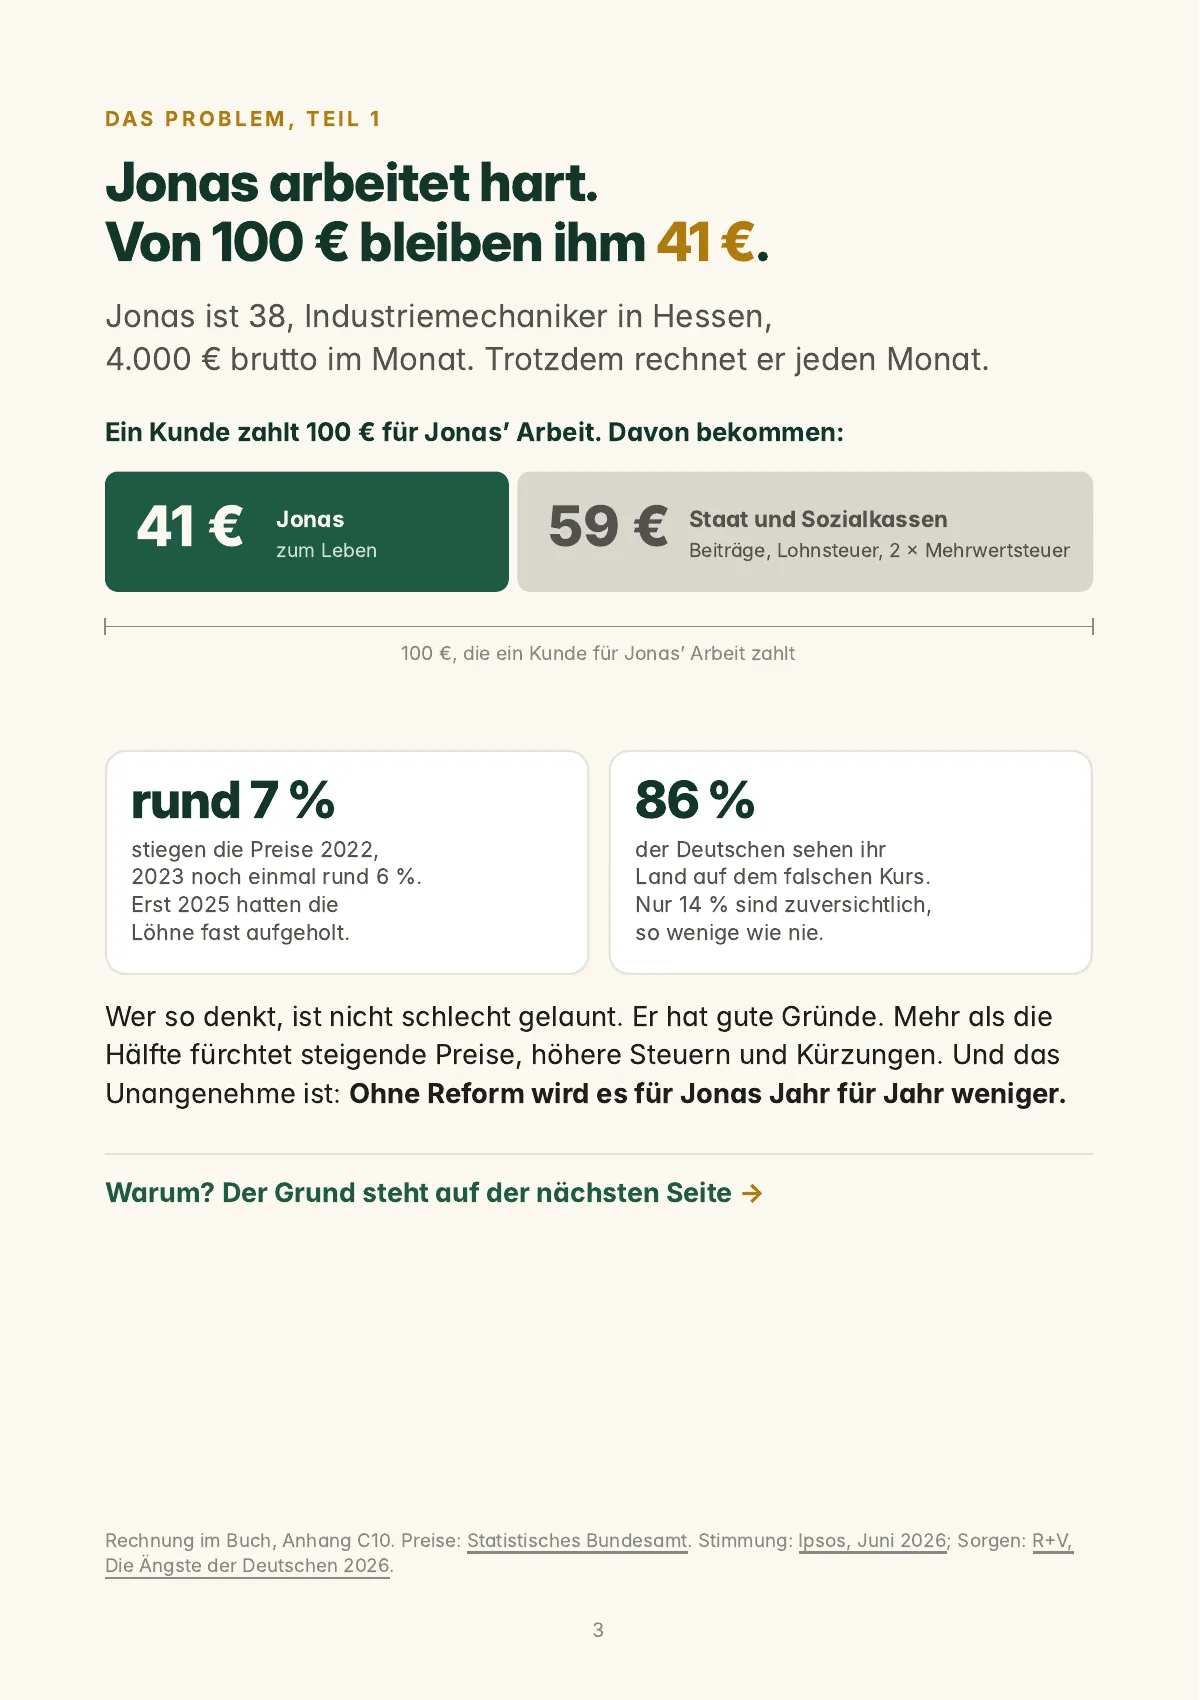 DAS PROBLEM, TEIL 1
Jonas arbeitet hart.
Von 100 € bleiben ihm 41 €.
Jonas ist 38, Industriemechaniker in Hessen,
4.000 € brutto im Monat. Trotzdem rechnet er jeden Monat.
Ein Kunde zahlt 100 € für Jonas’ Arbeit. Davon bekommen:
41 €
Jonas
zum Leben
59 €
Staat und Sozialkassen
Beiträge, Lohnsteuer, 2 × Mehrwertsteuer
100 €, die ein Kunde für Jonas’ Arbeit zahlt
rund 7 %
stiegen die Preise 2022,
2023 noch einmal rund 6 %.
Erst 2025 hatten die
Löhne fast aufgeholt.
86 %
der Deutschen sehen ihr
Land auf dem falschen Kurs.
Nur 14 % sind zuversichtlich,
so wenige wie nie.
Wer so denkt, ist nicht schlecht gelaunt. Er hat gute Gründe. Mehr als die
Hälfte fürchtet steigende Preise, höhere Steuern und Kürzungen. Und das
Unangenehme ist: Ohne Reform wird es für Jonas Jahr für Jahr weniger.
Warum? Der Grund steht auf der nächsten Seite →
Rechnung im Buch, Anhang C10. Preise: Statistisches Bundesamt. Stimmung: Ipsos, Juni 2026; Sorgen: R+V,
Die Ängste der Deutschen 2026.
3